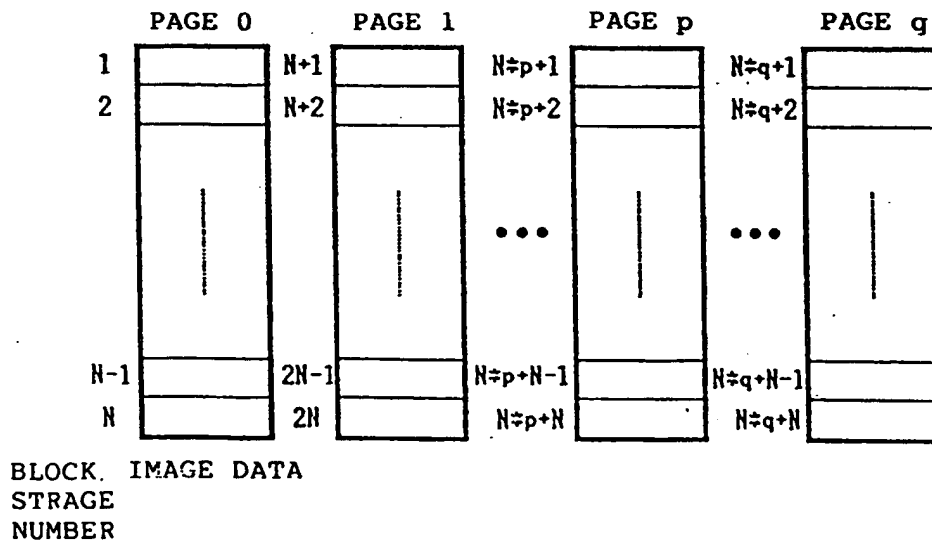 PAGE 0 PAGE 1 PAGE p PAGE q
1 N+1 N*p+1 N*q+1
2 N+2 N*p+2 N*q+2
•••  •••
N-1 2N-1 N*p+N-1 N*q+N-1
N 2N N*p+N N*q+N
BLOCK. IMAGE DATA
STRAGE
NUMBER